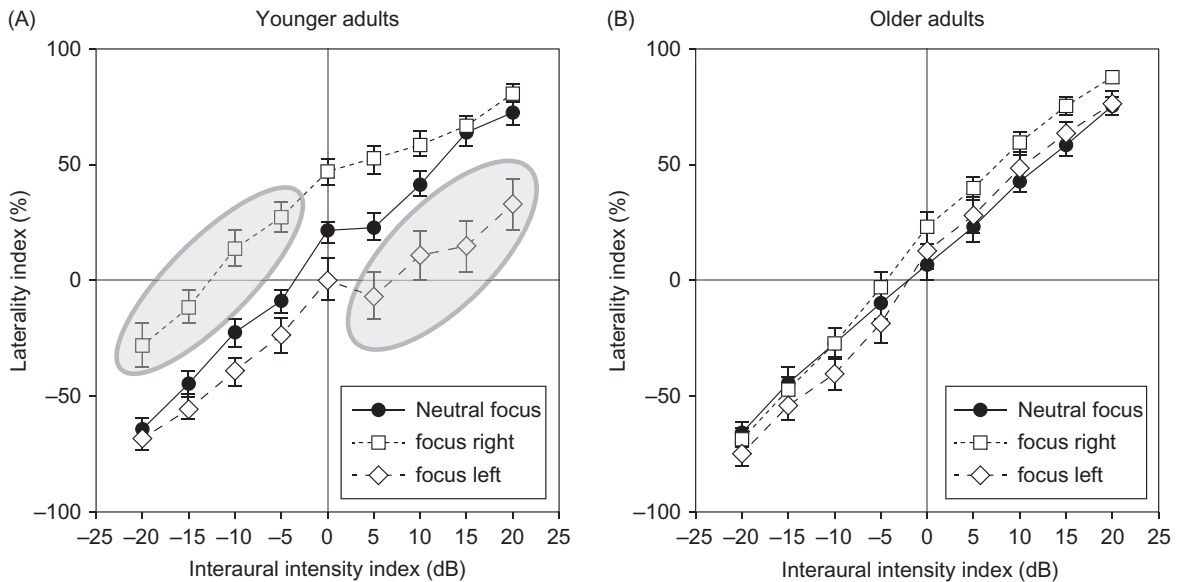 (A)
Younger adults
100
50
0
–50
–100
Laterality index (%)
–25 –20 –15 –10 –5 0 5 10 15 20 25
Interaural intensity index (dB)
Neutral focus
focus right
focus left
(B)
Older adults
100
50
0
–50
–100
Laterality index (%)
–25 –20 –15 –10 –5 0 5 10 15 20 25
Interaural intensity index (dB)
Neutral focus
focus right
focus left